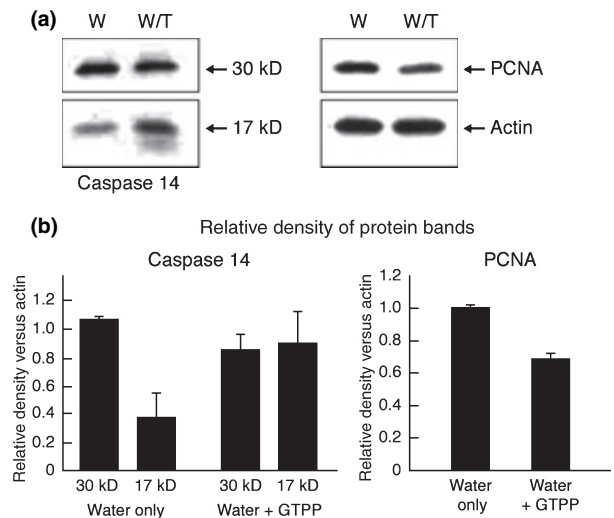 (a)
W W/T
← 30 kD
← 17 kD
Caspase 14
W W/T
← PCNA
← Actin
(b)
Relative density of protein bands
Caspase 14
Relative density versus actin
1.2
1.0
0.8
0.6
0.4
0.2
0
30 kD 17 kD 30 kD 17 kD
Water only Water + GTPP
PCNA
Relative density versus actin
1.2
1.2
1.0
0.8
0.6
0.4
0.2
0
Water only
Water + GTPP